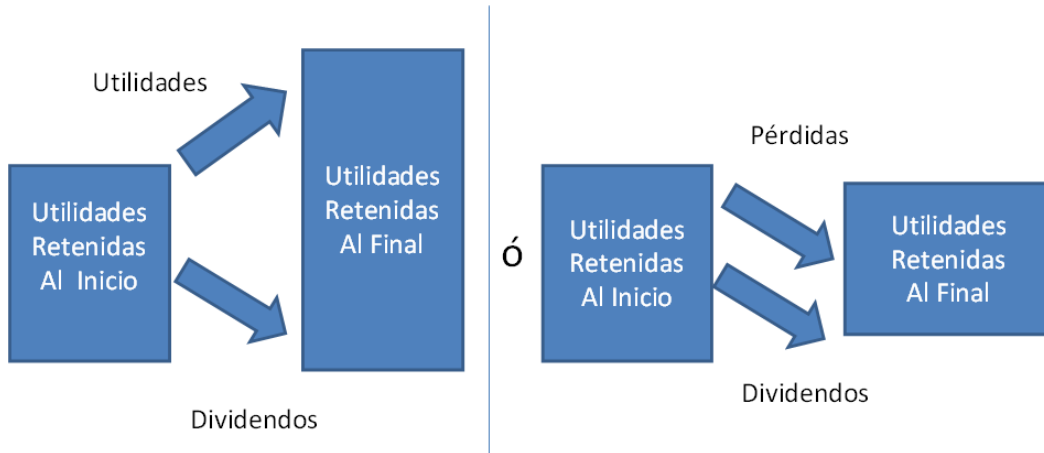 Utilidades
Utilidades
Retenidas
Al Inicio
Utilidades
Retenidas
Al Final
Dividendos
ó
Pérdidas
Utilidades
Retenidas
Al Inicio
Utilidades
Retenidas
Al Final
Dividendos